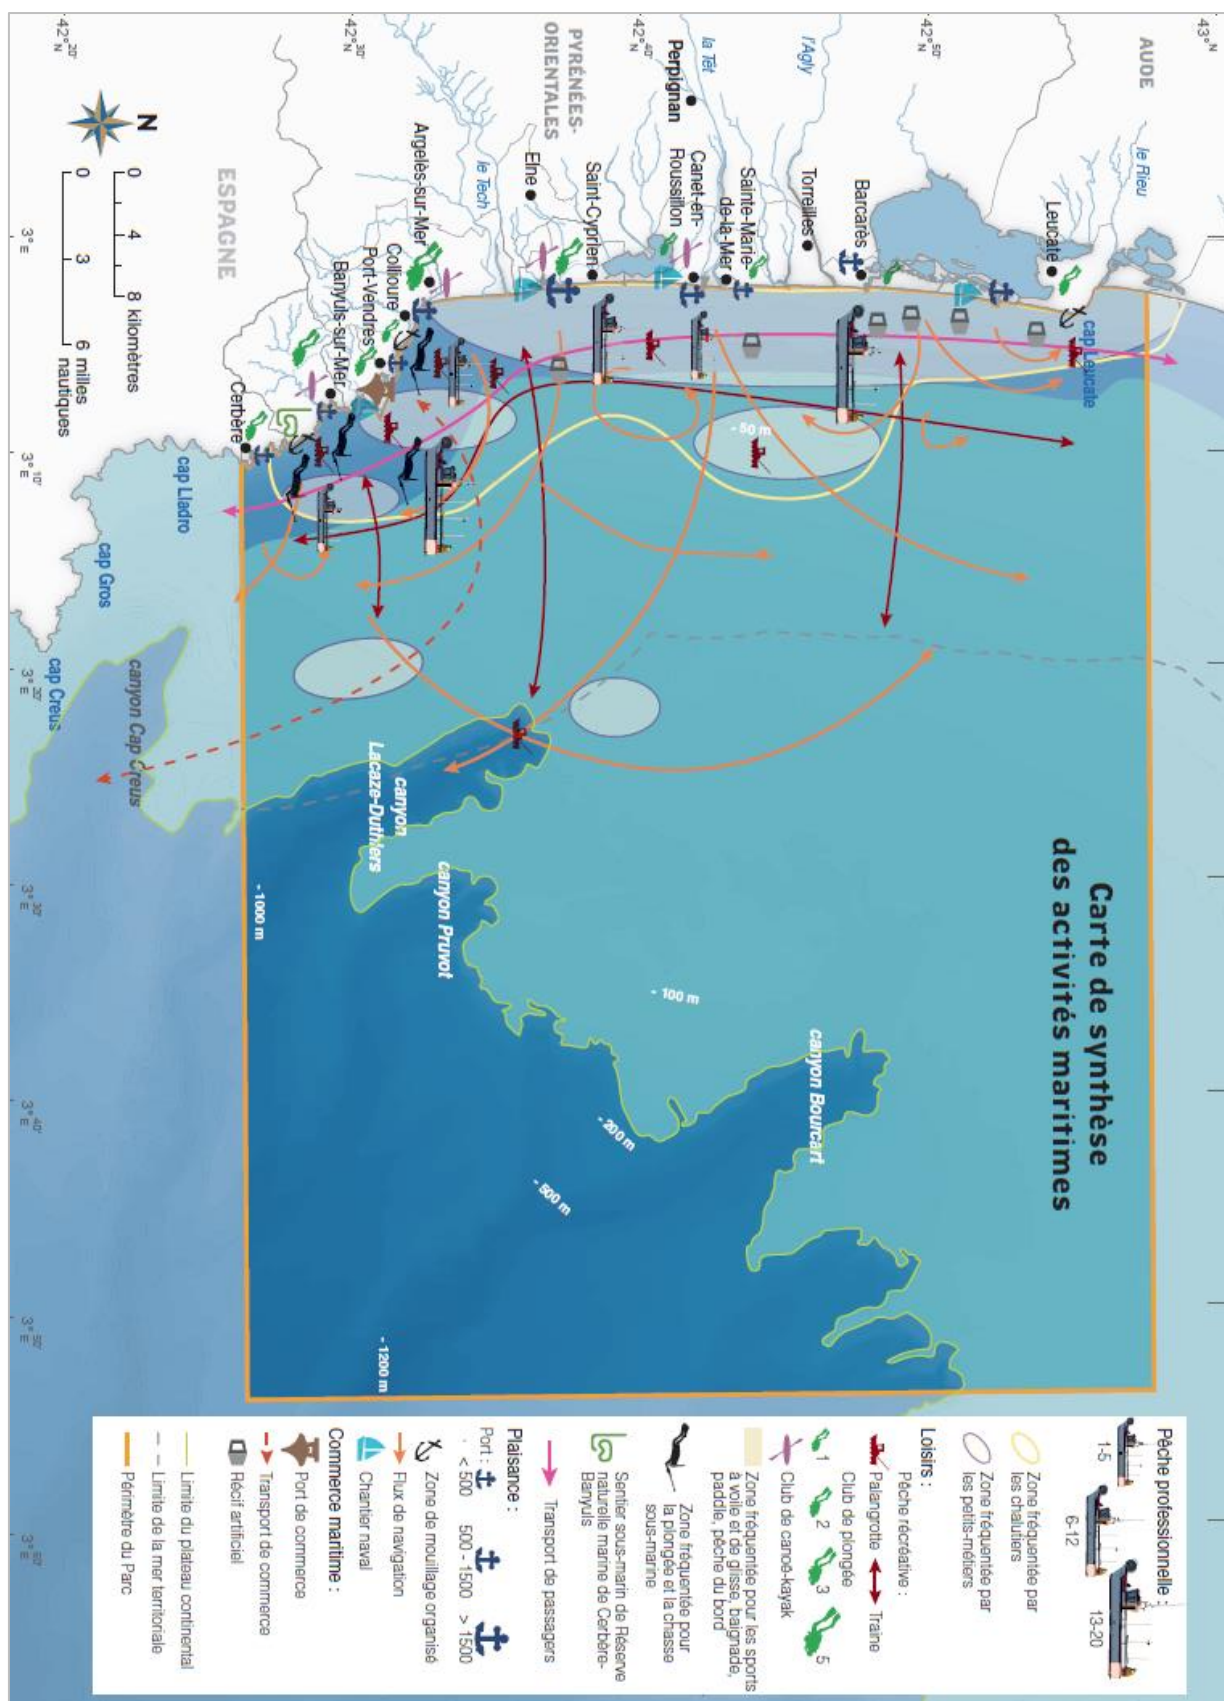 Carte de synthèse
des activités maritimes
43° N
42°50' N
42°40' N
42°30' N
42°20' N
3° E
3°10' E
3°20' E
3°30' E
3°40' E
3°50' E
AUDE
PYRÉNÉES-
ORIENTALES
ESPAGNE
le Rieu
l'Agly
la Têt
le Tech
Leucate
cap Leucate
Barcarès
Torreilles
Sainte-Marie-
de-la-Mer
Canet-en-
Roussillon
Perpignan
Saint-Cyprien
Elne
Argelès-sur-Mer
Collioure
Port-Vendres
Banyuls-sur-Mer
Cerbère
cap Lladro
cap Gros
cap Creus
canyon Cap Creus
canyon
Lacaze-Duthiers
canyon Pruvot
canyon Bourcart
- 50 m
- 100 m
- 200 m
- 500 m
- 1000 m
- 1200 m
N
0 4 8 kilomètres
0 3 6 milles
nautiques
Pêche professionnelle :
1-5
6-12
13-20
Zone fréquentée par
les chalutiers
Zone fréquentée par
les petits-métiers
Loisirs :
Pêche récréative :
Palangrotte
Traine
Club de plongée
1
2
3
5
Club de canoe-kayak
Zone fréquentée pour les sports
à voile et de glisse, baignade,
paddle, pêche du bord
Zone fréquentée pour
la plongée et la chasse
sous-marine
Sentier sous-marin de Réserve
naturelle marine de Cerbère-
Banyuls
Transport de passagers
Plaisance :
Port :
< 500
500 - 1500
> 1500
Zone de mouillage organisé
Flux de navigation
Chantier naval
Commerce maritime :
Port de commerce
Transport de commerce
Récif artificiel
Limite du plateau continental
Limite de la mer territoriale
Périmètre du Parc